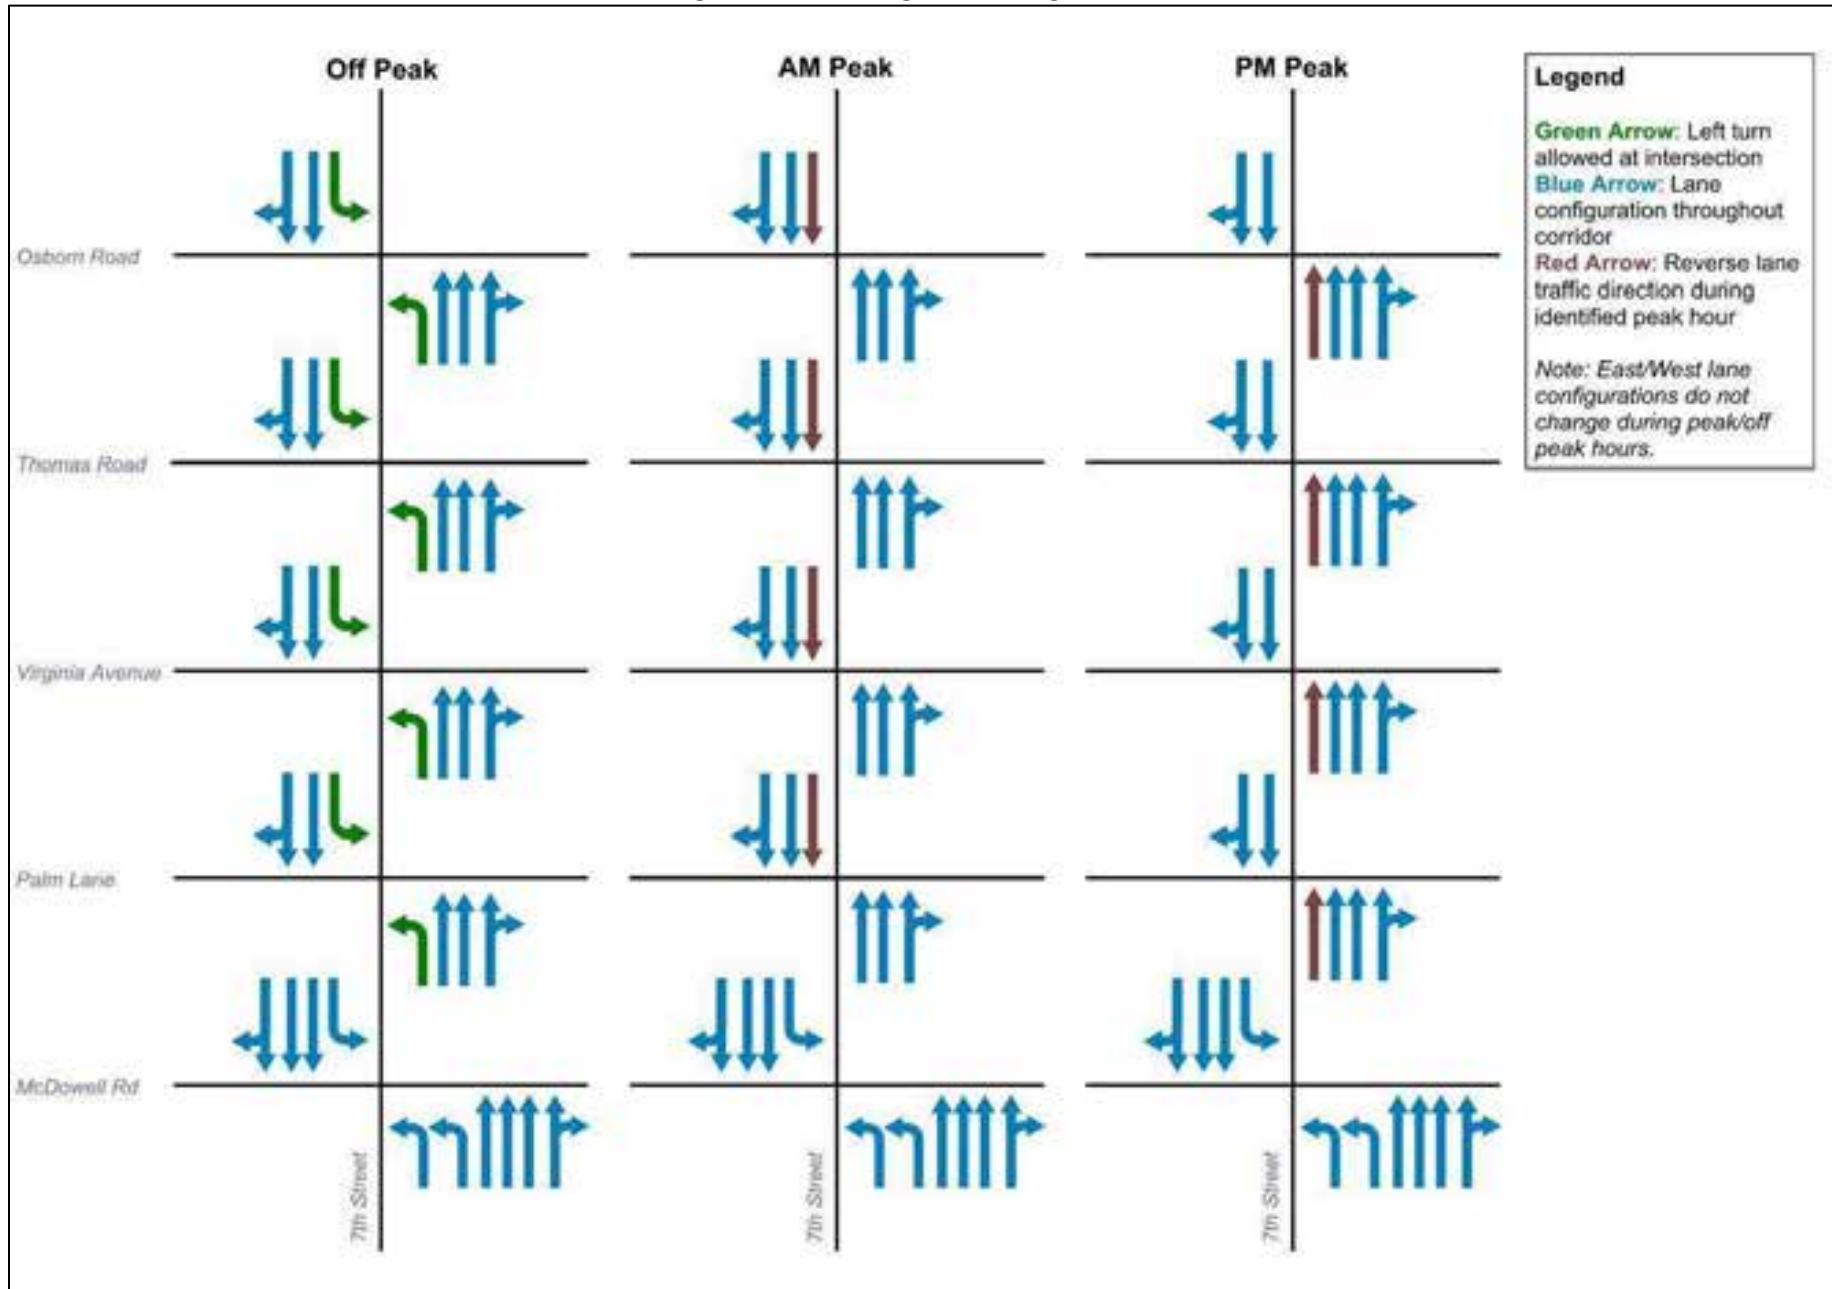 Off Peak
AM Peak
PM Peak
Legend
Green Arrow: Left turn
allowed at intersection
Blue Arrow: Lane
configuration throughout
corridor
Red Arrow: Reverse lane
traffic direction during
identified peak hour
Note: East/West lane
configurations do not
change during peak/off
peak hours.
Osborn Road
Thomas Road
Virginia Avenue
Palm Lane
McDowell Rd
7th Street
7th Street
7th Street